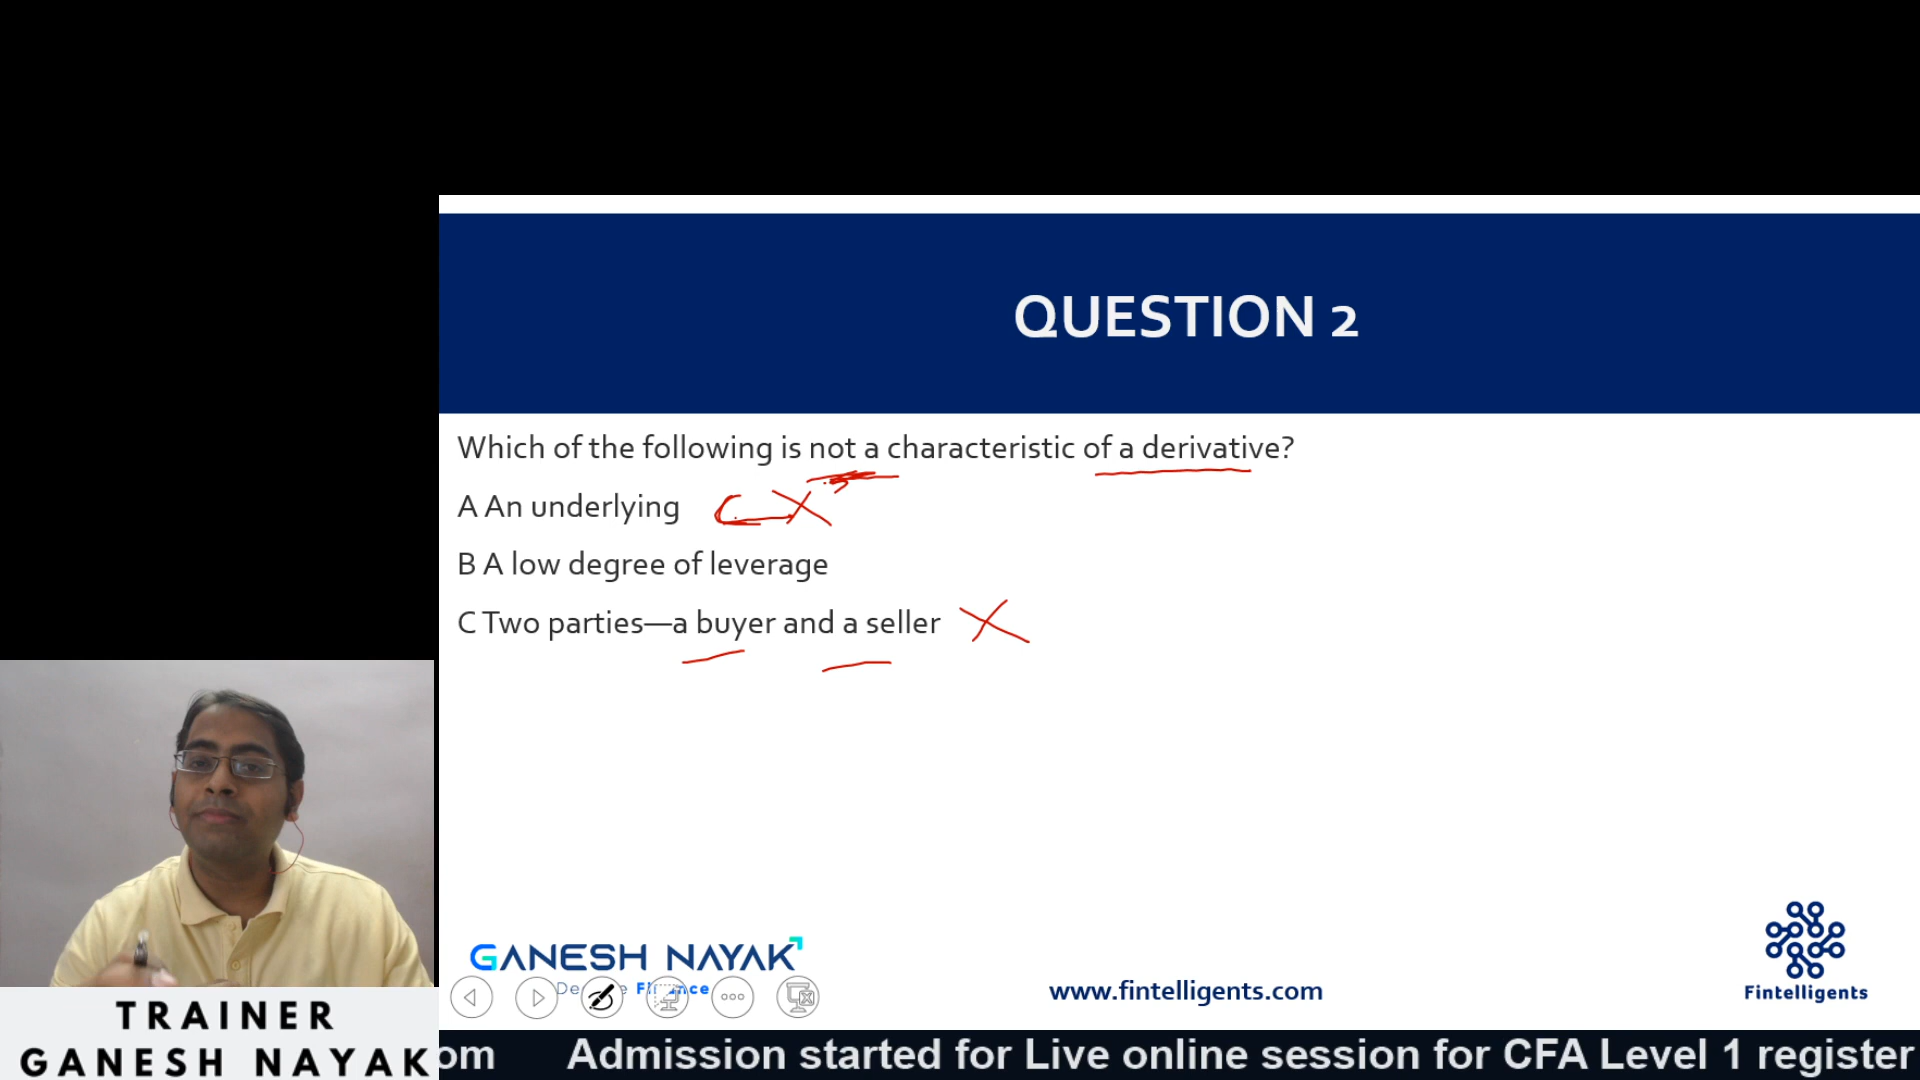 QUESTION 2
Which of the following is not a characteristic of a derivative?
A An underlying
B A low degree of leverage
C Two parties—a buyer and a seller
GANESH NAYAK
www.fintelligents.com
Fintelligents
TRAINER
GANESH NAYAK
om Admission started for Live online session for CFA Level 1 register